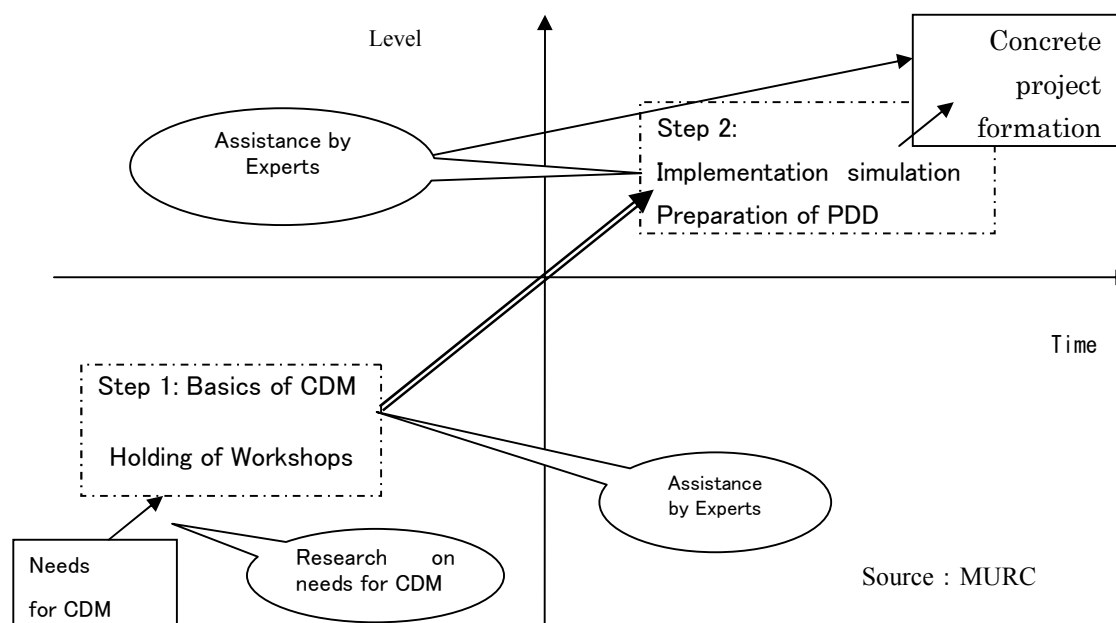 Level
Concrete
project
formation
Assistance by
Experts
Step 2:
Implementation simulation
Preparation of PDD
Time
Step 1: Basics of CDM
Holding of Workshops
Assistance
by Experts
Needs
for CDM
Research on
needs for CDM
Source : MURC